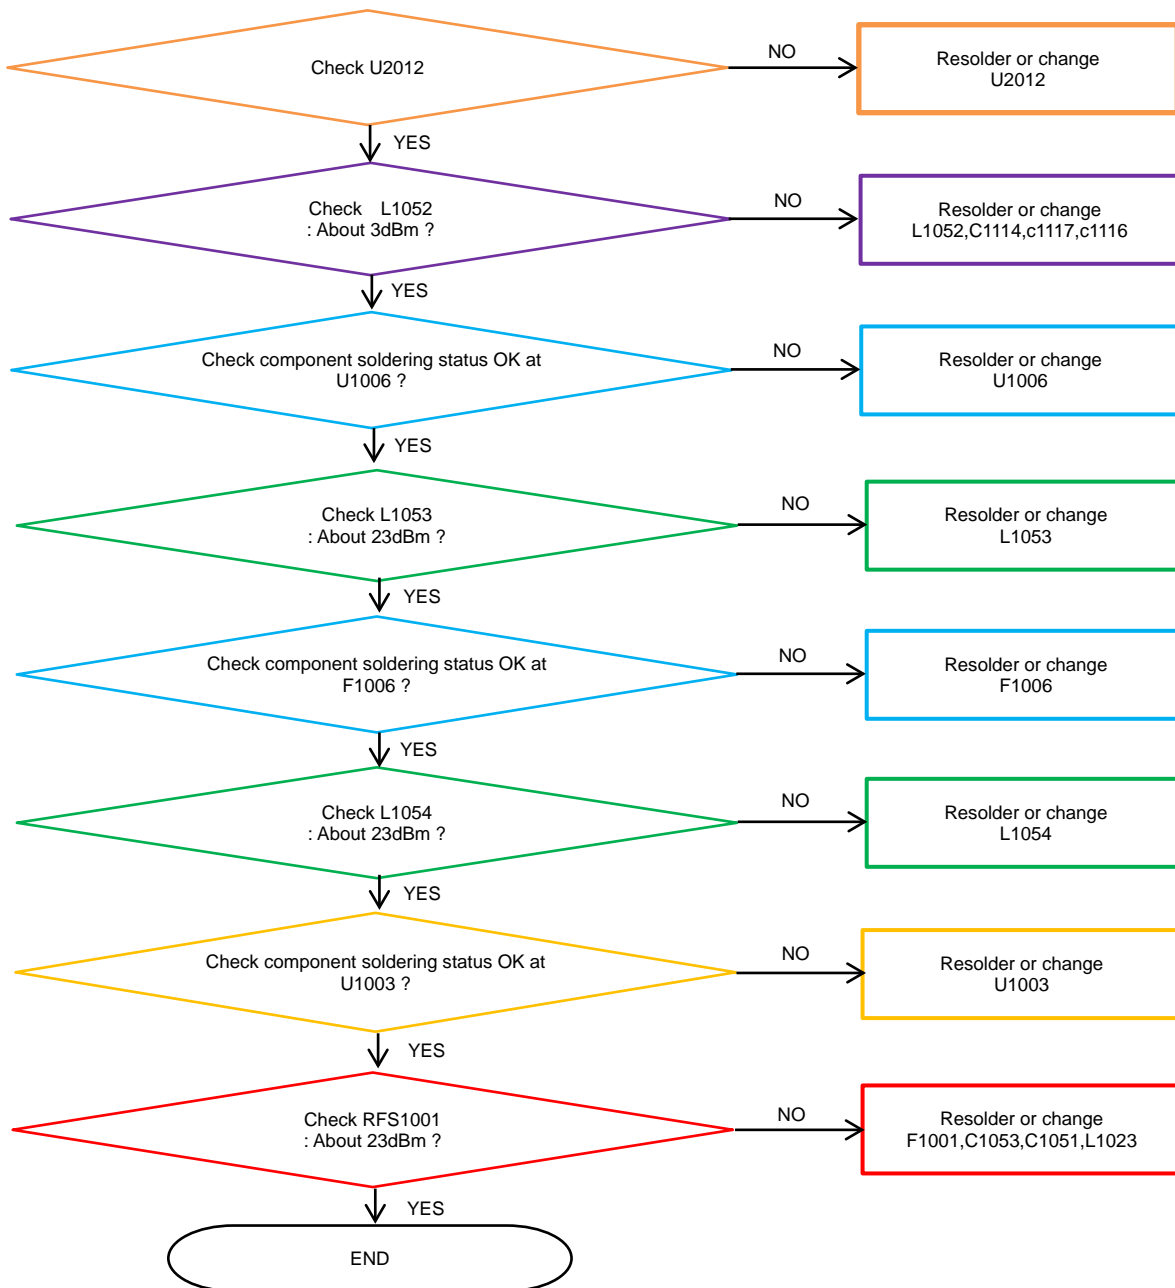 Check U2012
NO
Resolder or change
U2012
YES
Check L1052
: About 3dBm ?
NO
Resolder or change
L1052,C1114,c1117,c1116
YES
Check component soldering status OK at
U1006 ?
NO
Resolder or change
U1006
YES
Check L1053
: About 23dBm ?
NO
Resolder or change
L1053
YES
Check component soldering status OK at
F1006 ?
NO
Resolder or change
F1006
YES
Check L1054
: About 23dBm ?
NO
Resolder or change
L1054
YES
Check component soldering status OK at
U1003 ?
NO
Resolder or change
U1003
YES
Check RFS1001
: About 23dBm ?
NO
Resolder or change
F1001,C1053,C1051,L1023
YES
END